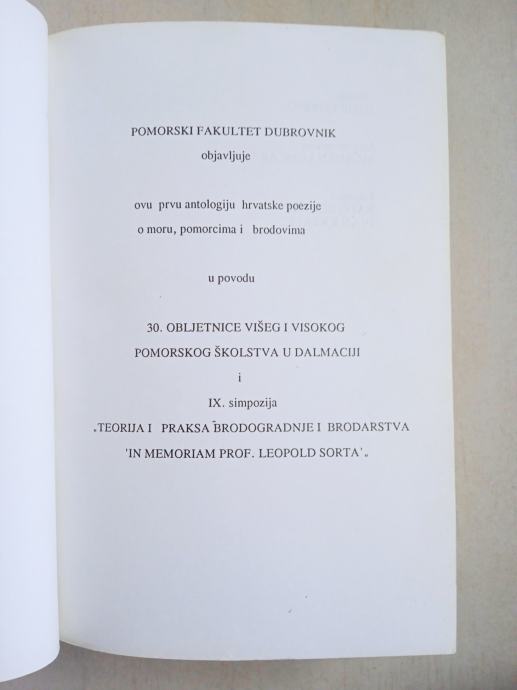 POMORSKI FAKULTET DUBROVNIK
objavljuje
ovu prvu antologiju hrvatske poezije
o moru, pomorcima i brodovima
u povodu
30. OBLJETNICE VIŠEG I VISOKOG
POMORSKOG ŠKOLSTVA U DALMACIJI
i
IX. simpozija
„TEORIJA I PRAKSA BRODOGRADNJE I BRODARSTVA
'IN MEMORIAM PROF. LEOPOLD SORTA'„